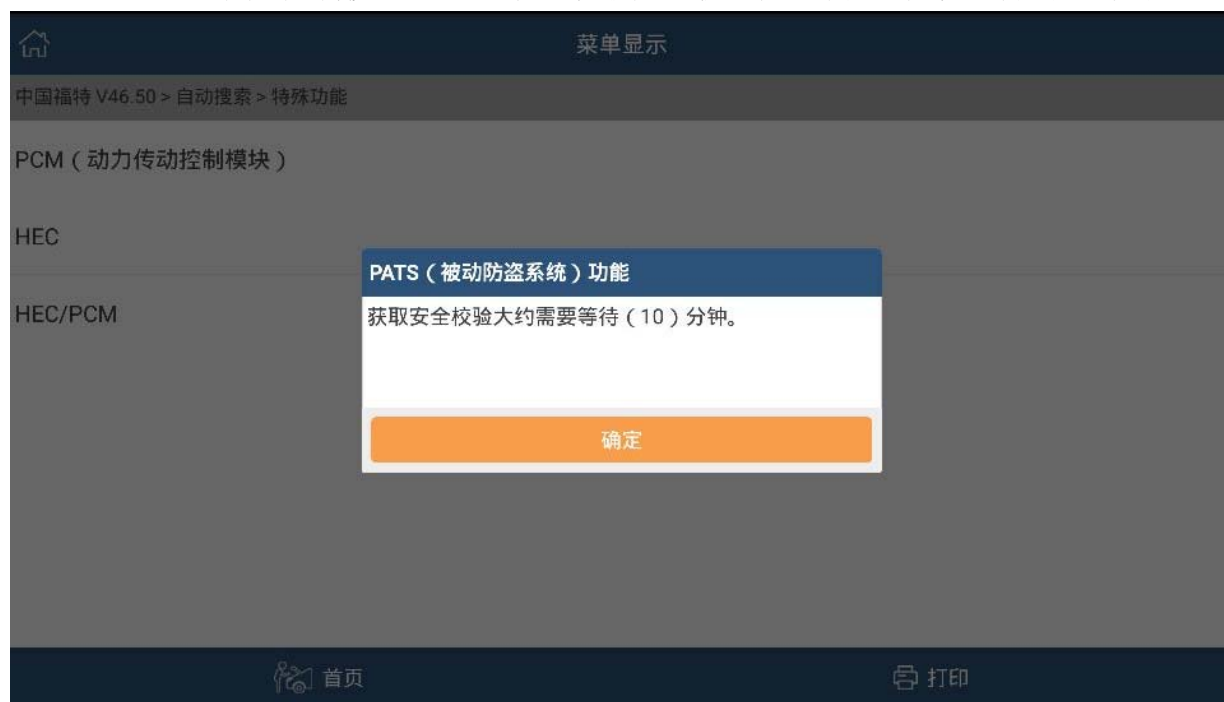 菜单显示
中国福特 V46.50 > 自动搜索 > 特殊功能
PCM（动力传动控制模块）
HEC
HEC/PCM
PATS（被动防盗系统）功能
获取安全校验大约需要等待（10）分钟。
确定
首页
打印